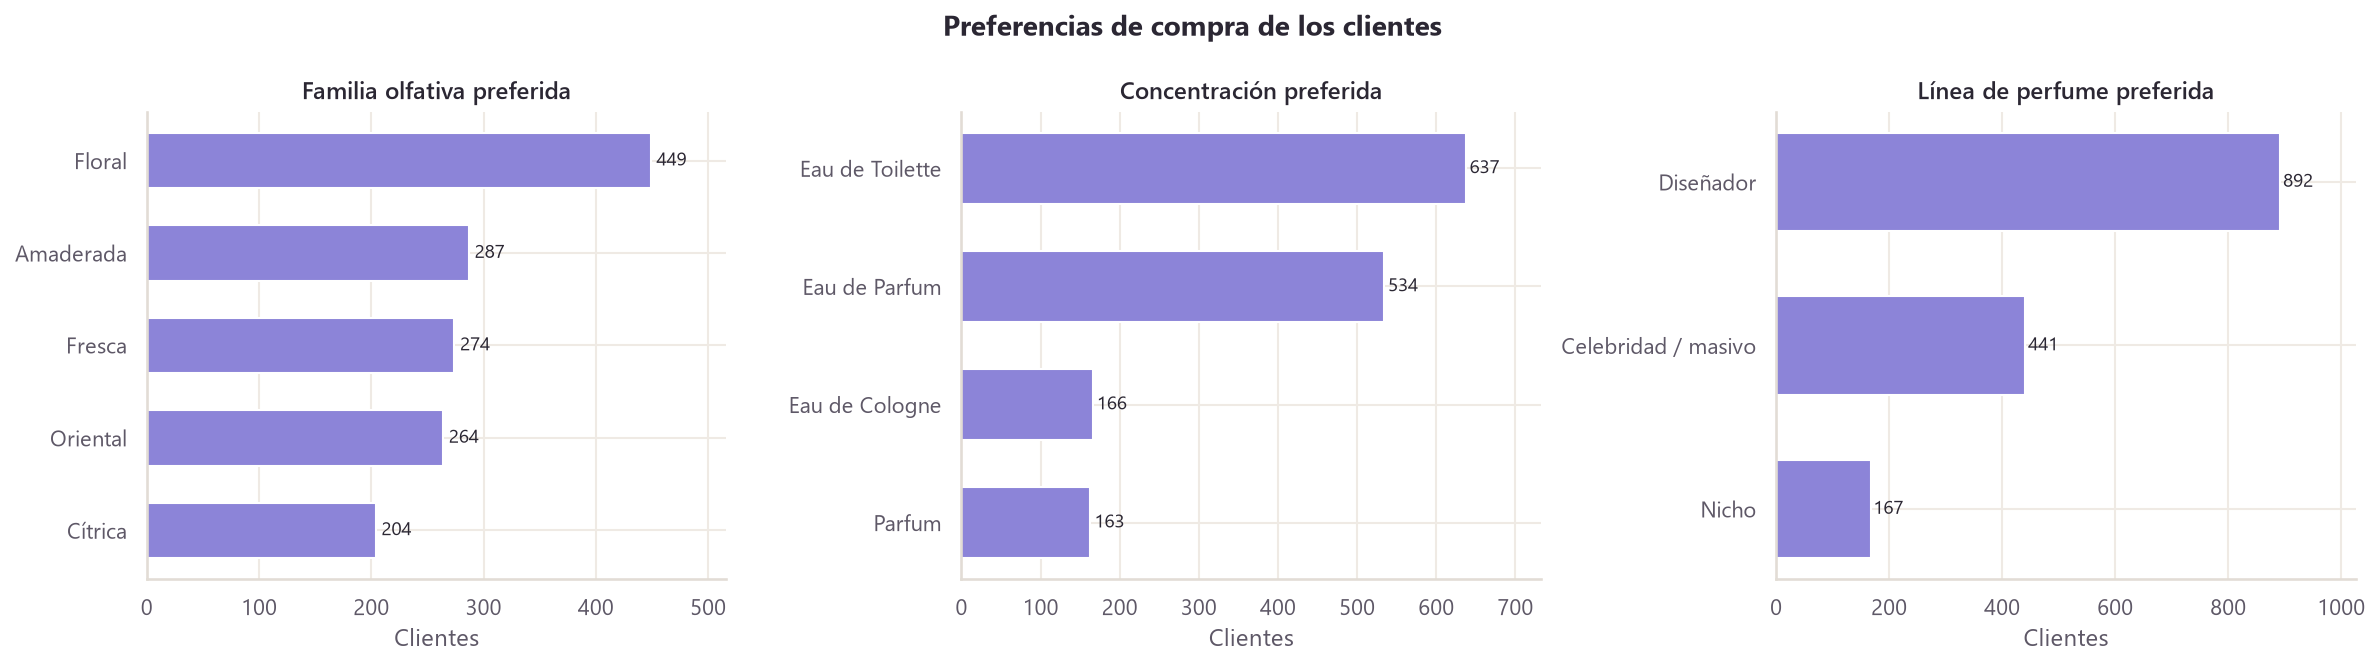 Preferencias de compra de los clientes
Familia olfativa preferida
Floral
449
Amaderada
287
Fresca
274
Oriental
264
Cítrica
204
0 100 200 300 400 500
Clientes
Concentración preferida
Eau de Toilette
637
Eau de Parfum
534
Eau de Cologne
166
Parfum
163
0 100 200 300 400 500 600 700
Clientes
Línea de perfume preferida
Diseñador
892
Celebridad / masivo
441
Nicho
167
0 200 400 600 800 1000
Clientes